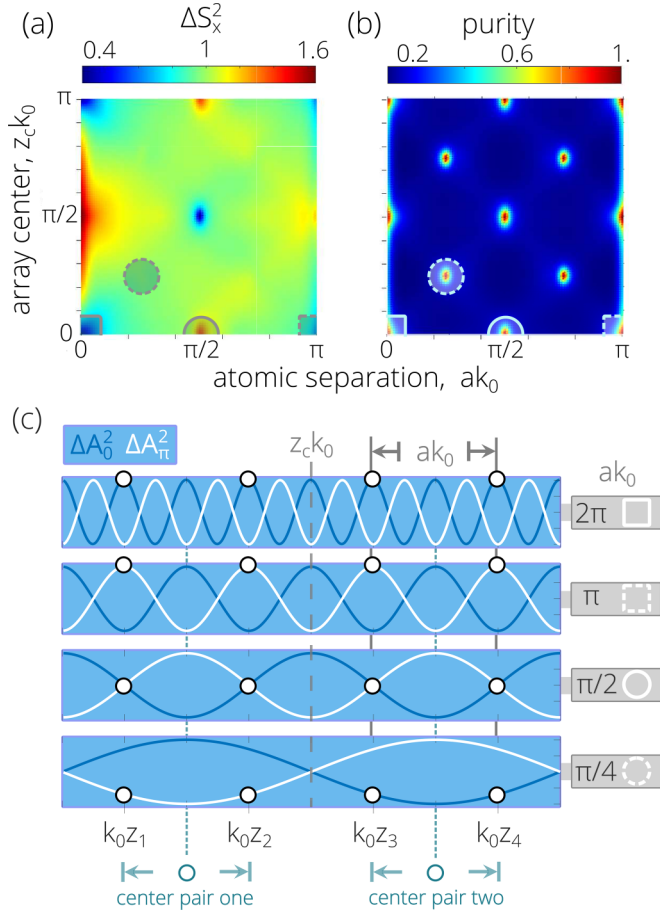 (a) ΔS_x^2 (b) purity
0.4 1 1.6 0.2 0.6 1.
π
π/2
0
array center, z_ck_0
0 π/2 π 0 π/2 π
atomic separation, ak_0
(c)
ΔA_0^2 ΔA_π^2 z_ck_0 ak_0 ak_0
2π
π
π/2
π/4
k_0z_1 k_0z_2 k_0z_3 k_0z_4
center pair one center pair two